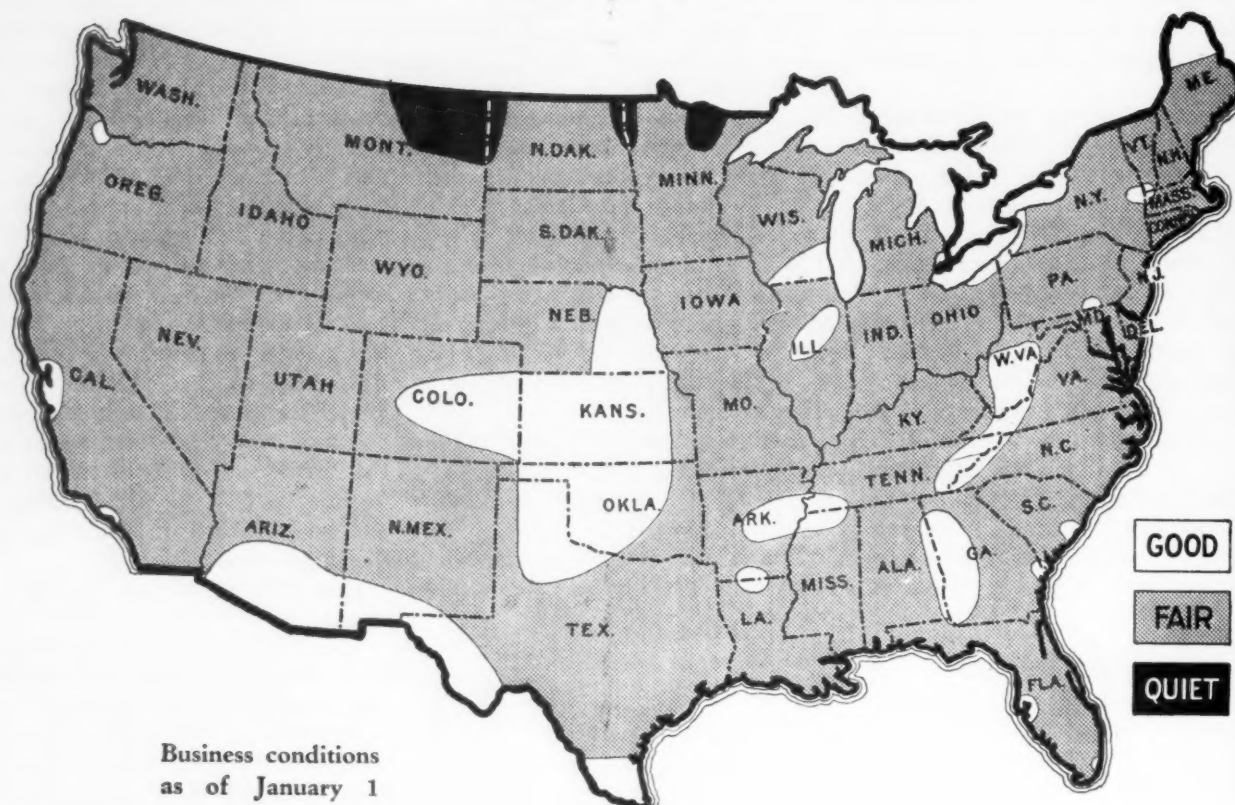 WASH.
MONT.
N.DAK.
MINN.
ME.
VT.
N.H.
OREG.
IDAHO
S.DAK.
WIS.
MICH.
N.Y.
MASS.
CONN.
WYO.
NEB.
IOWA
PA.
N.J.
NEV.
UTAH
COLO.
KANS.
MO.
ILL.
IND.
OHIO
W.VA.
MD.
DEL.
VA.
CAL.
KY.
ARIZ.
N.MEX.
OKLA.
ARK.
TENN.
N.C.
S.C.
TEX.
LA.
MISS.
ALA.
GA.
FLA.
GOOD
FAIR
QUIET
Business conditions
as of January 1